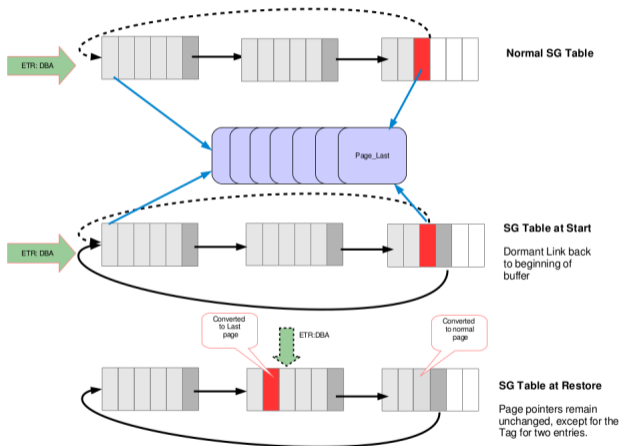 Normal SG Table
ETR: DBA
Page_Last
SG Table at Start
ETR: DBA
Dormant Link back
to beginning of
buffer
Converted
to Last
page
ETR:DBA
Converted
to normal
page
SG Table at Restore
Page pointers remain
unchanged, except for the
Tag for two entries.